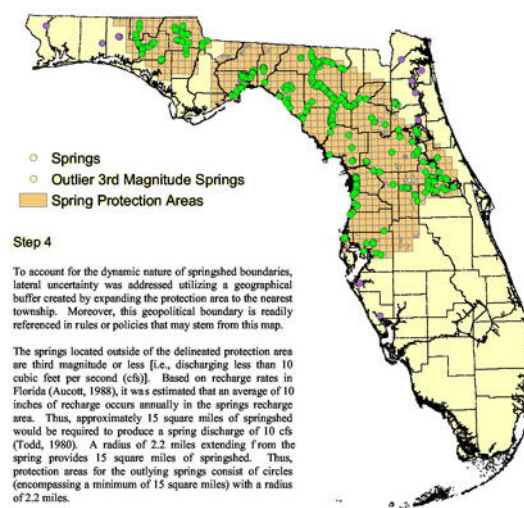 Springs
Outlier 3rd Magnitude Springs
Spring Protection Areas
Step 4
To account for the dynamic nature of springshed boundaries,
lateral uncertainty was addressed utilizing a geographical
buffer created by expanding the protection area to the nearest
township. Moreover, this geopolitical boundary is readily
referenced in rules or policies that may stem from this map.
The springs located outside of the delineated protection area
are third magnitude or less [i.e., discharging less than 10
cubic feet per second (cfs)]. Based on recharge rates in
Florida (Aucott, 1988), it was estimated that an average of 10
inches of recharge occurs annually in the springs recharge
area. Thus, approximately 15 square miles of springshed
would be required to produce a spring discharge of 10 cfs
(Todd, 1980). A radius of 2.2 miles extending from the
spring provides 15 square miles of springshed. Thus,
protection areas for the outlying springs consist of circles
(encompassing a minimum of 15 square miles) with a radius
of 2.2 miles.